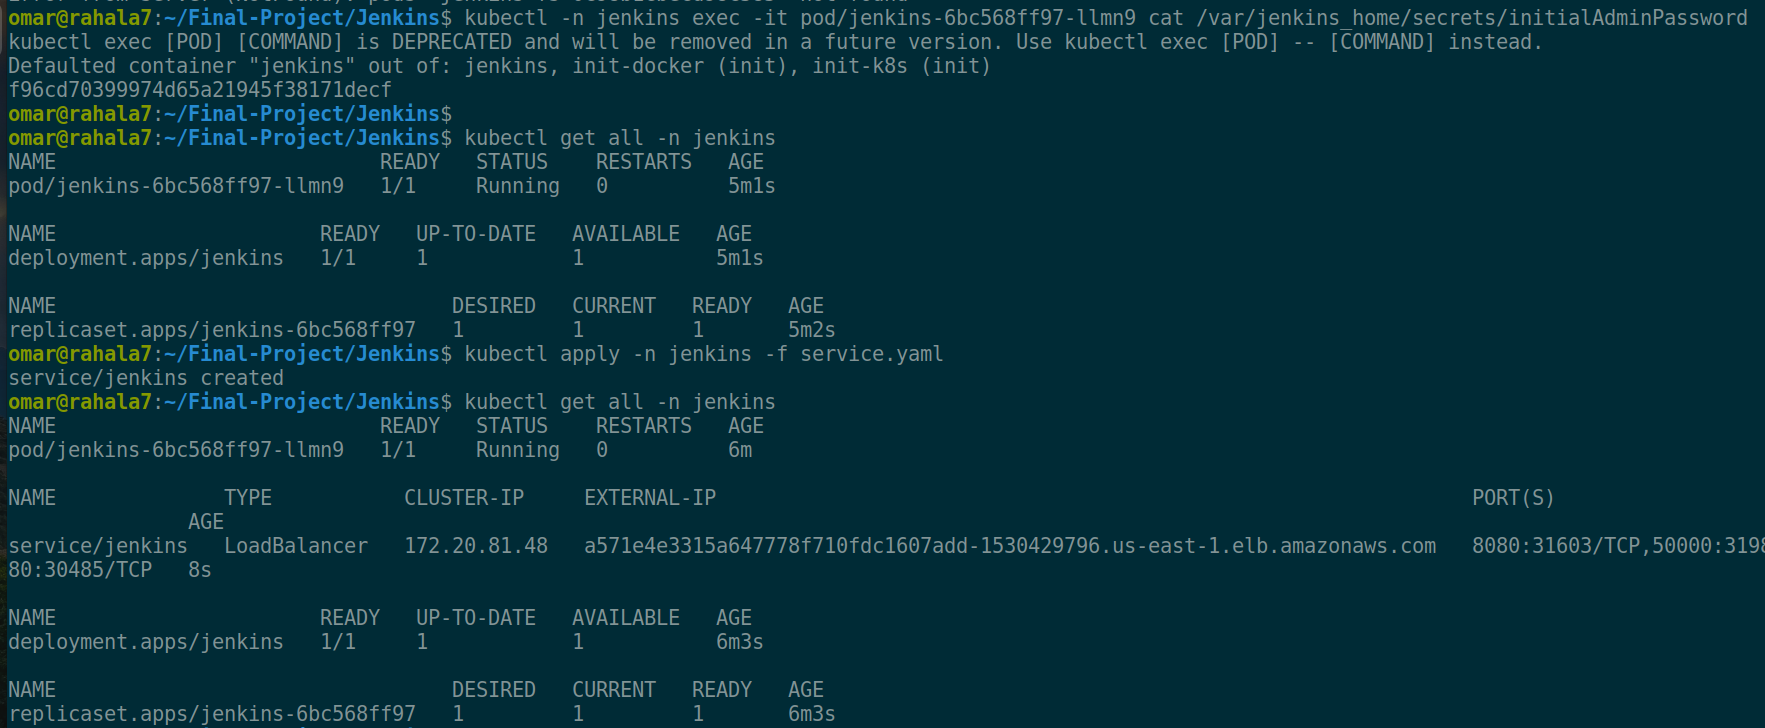 omar@rahala7:~/Final-Project/Jenkins$ kubectl -n jenkins exec -it pod/jenkins-6bc568ff97-llmn9 cat /var/jenkins_home/secrets/initialAdminPassword
kubectl exec [POD] [COMMAND] is DEPRECATED and will be removed in a future version. Use kubectl exec [POD] -- [COMMAND] instead.
Defaulted container "jenkins" out of: jenkins, init-docker (init), init-k8s (init)
f96cd70399974d65a21945f38171decf
omar@rahala7:~/Final-Project/Jenkins$
omar@rahala7:~/Final-Project/Jenkins$ kubectl get all -n jenkins
NAME READY STATUS RESTARTS AGE
pod/jenkins-6bc568ff97-llmn9 1/1 Running 0 5m1s
NAME READY UP-TO-DATE AVAILABLE AGE
deployment.apps/jenkins 1/1 1 1 5m1s
NAME DESIRED CURRENT READY AGE
replicaset.apps/jenkins-6bc568ff97 1 1 1 5m2s
omar@rahala7:~/Final-Project/Jenkins$ kubectl apply -n jenkins -f service.yaml
service/jenkins created
omar@rahala7:~/Final-Project/Jenkins$ kubectl get all -n jenkins
NAME READY STATUS RESTARTS AGE
pod/jenkins-6bc568ff97-llmn9 1/1 Running 0 6m
NAME TYPE CLUSTER-IP EXTERNAL-IP PORT(S)
AGE
service/jenkins LoadBalancer 172.20.81.48 a571e4e3315a647778f710fdc1607add-1530429796.us-east-1.elb.amazonaws.com 8080:31603/TCP,50000:3198
80:30485/TCP 8s
NAME READY UP-TO-DATE AVAILABLE AGE
deployment.apps/jenkins 1/1 1 1 6m3s
NAME DESIRED CURRENT READY AGE
replicaset.apps/jenkins-6bc568ff97 1 1 1 6m3s